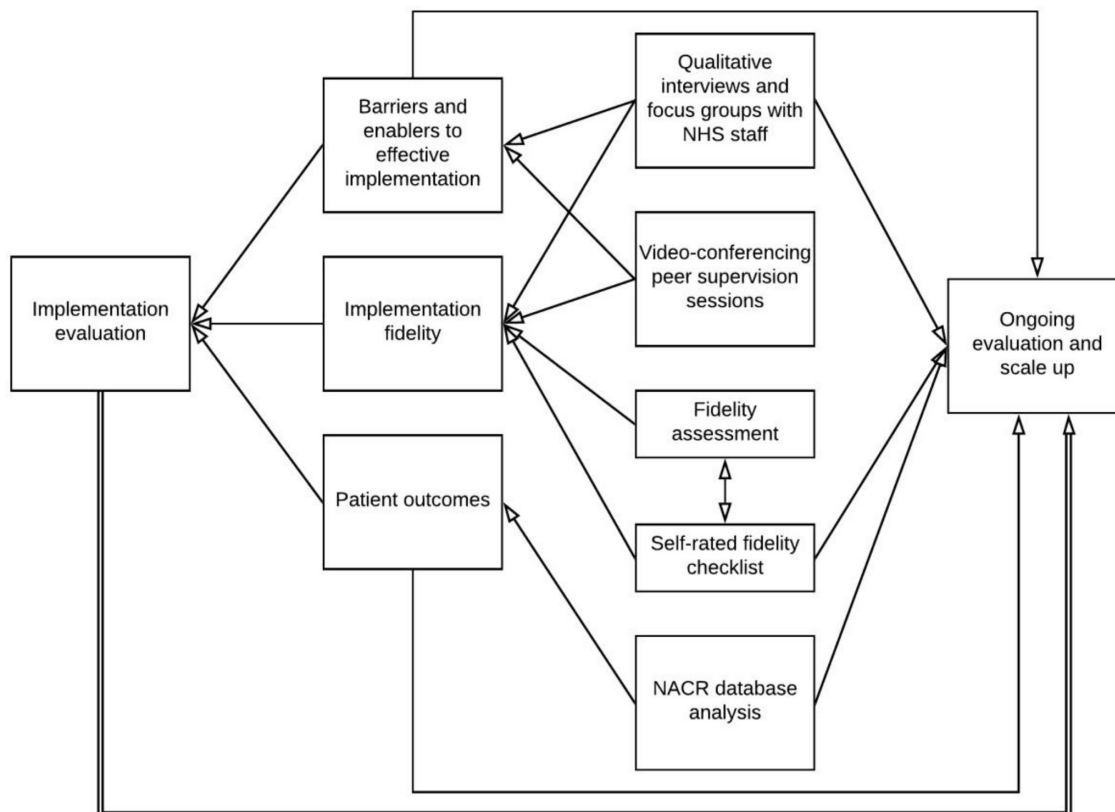 Implementation
evaluation
Barriers and
enablers to
effective
implementation
Implementation
fidelity
Patient outcomes
Qualitative
interviews and
focus groups with
NHS staff
Video-conferencing
peer supervision
sessions
Fidelity
assessment
Self-rated fidelity
checklist
NACR database
analysis
Ongoing
evaluation and
scale up